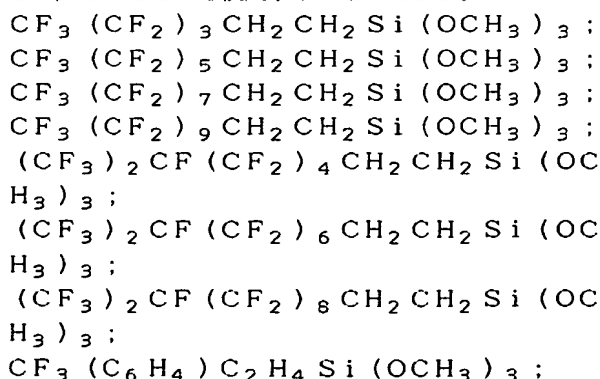 CF₃(CF₂)₃CH₂CH₂Si(OCH₃)₃;
CF₃(CF₂)₅CH₂CH₂Si(OCH₃)₃;
CF₃(CF₂)₇CH₂CH₂Si(OCH₃)₃;
CF₃(CF₂)₉CH₂CH₂Si(OCH₃)₃;
(CF₃)₂CF(CF₂)₄CH₂CH₂Si(OC
H₃)₃;
(CF₃)₂CF(CF₂)₆CH₂CH₂Si(OC
H₃)₃;
(CF₃)₂CF(CF₂)₈CH₂CH₂Si(OC
H₃)₃;
CF₃(C₆H₄)C₂H₄Si(OCH₃)₃;